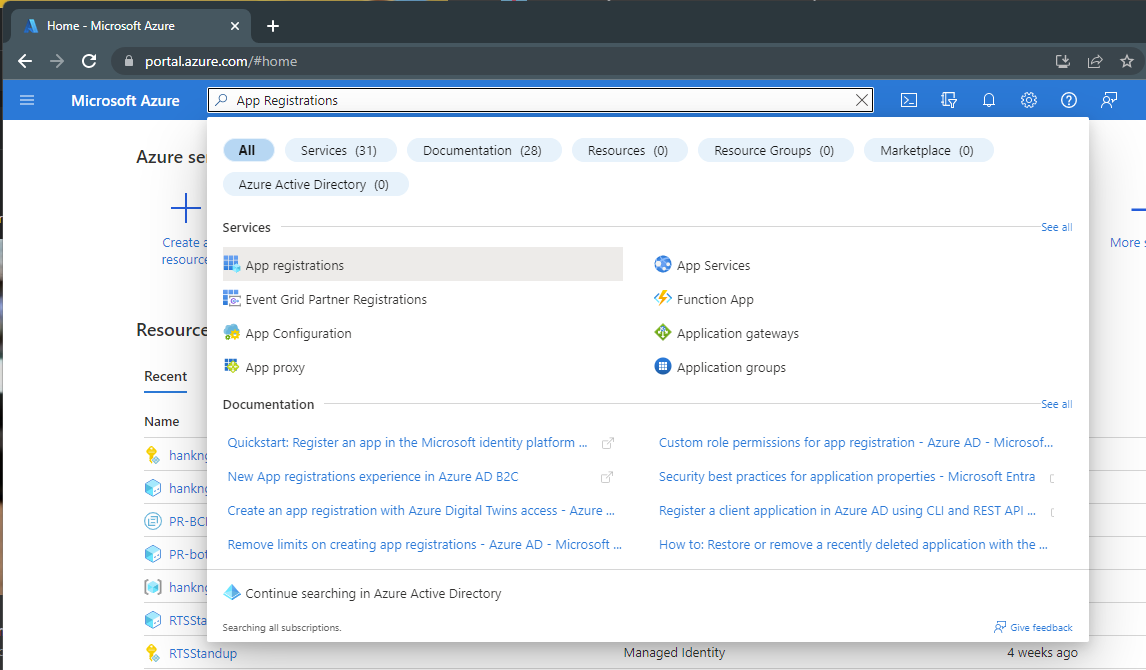 Home - Microsoft Azure
portal.azure.com/#home
Microsoft Azure
App Registrations
All
Services (31)
Documentation (28)
Resources (0)
Resource Groups (0)
Marketplace (0)
Azure Active Directory (0)
Azure se
Create a
resource
More
Services
See all
App registrations
App Services
Event Grid Partner Registrations
Function App
App Configuration
Application gateways
App proxy
Application groups
Resource
Recent
Name
Documentation
See all
Quickstart: Register an app in the Microsoft identity platform ...
Custom role permissions for app registration - Azure AD - Microsof...
New App registrations experience in Azure AD B2C
Security best practices for application properties - Microsoft Entra
Create an app registration with Azure Digital Twins access - Azure ...
Register a client application in Azure AD using CLI and REST API ...
Remove limits on creating app registrations - Azure AD - Microsoft ...
How to: Restore or remove a recently deleted application with the ...
hankng
hankng
PR-BC
PR-bot
hankng
RTSSta
Continue searching in Azure Active Directory
Searching all subscriptions.
Give feedback
RTSStandup
Managed Identity
4 weeks ago